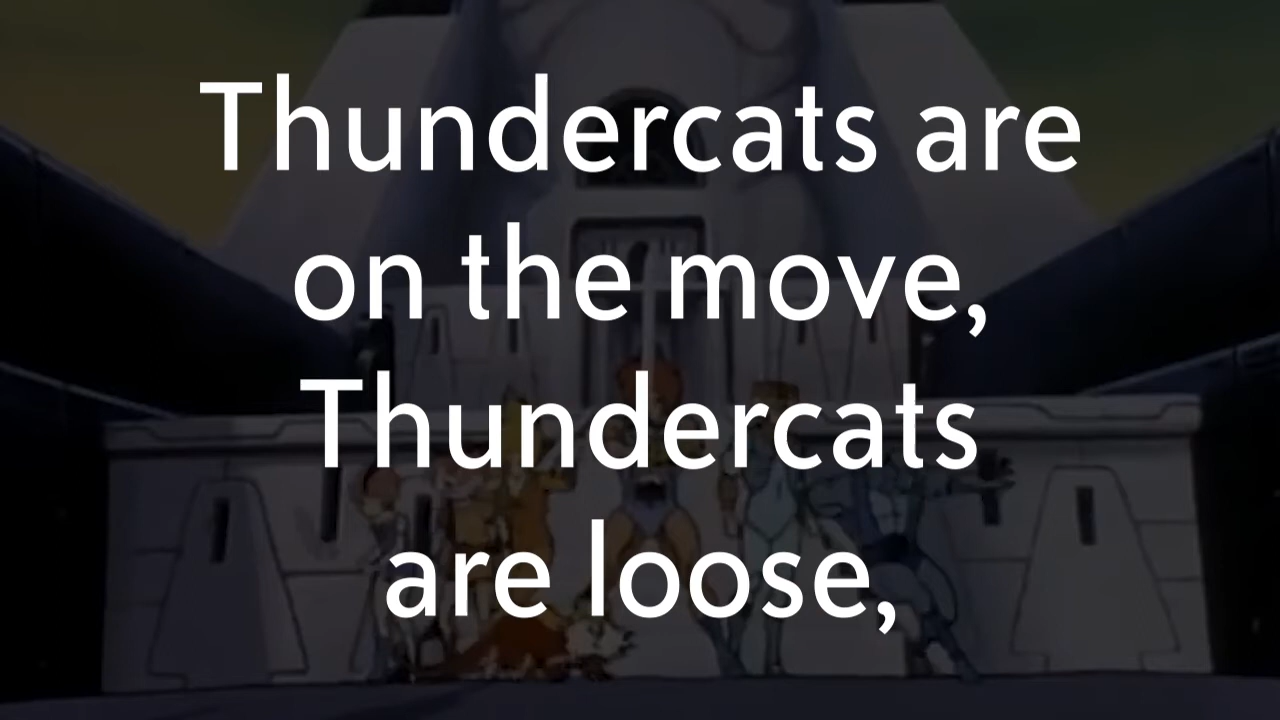 Thundercats are
on the move,
Thundercats
are loose,